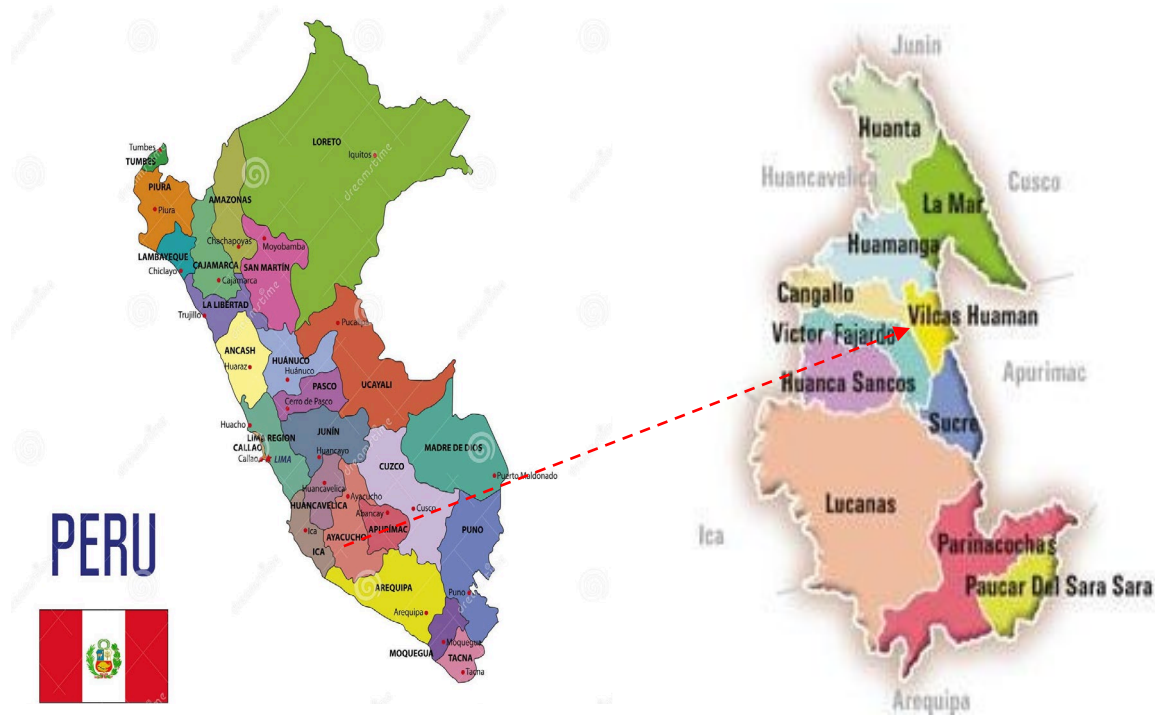 LORETO
Iquitos
Tumbes
TUMBES
PIURA
Piura
AMAZONAS
Chachapoyas
Moyobamba
LAMBAYEQUE
Chiclayo
CAJAMARCA
Cajamarca
SAN MARTÍN
LA LIBERTAD
Trujillo
ANCASH
Huaraz
HUÁNUCO
Huánuco
PASCO
Cerro de Pasco
UCAYALI
Huacho
LIMA REGION
CALLAO
Callao
LIMA
JUNÍN
Huancayo
CUZCO
MADRE DE DIOS
Puerto Maldonado
Huancavelica
HUANCAVELICA
Ayacucho
Abancay
Cusco
Ica
ICA
AYACUCHO
APURÍMAC
PUNO
AREQUIPA
Arequipa
Puno
Moquegua
MOQUEGUA
TACNA
Tacna
PERU
dreamstime
Junin
Huanta
Huancavelica
La Mar
Cusco
Huamanga
Cangallo
Vilcas Huaman
Victor Fajardo
Huanca Sancos
Apurimac
Sucre
Lucanas
Ica
Parinacochas
Paucar Del Sara Sara
Arequipa